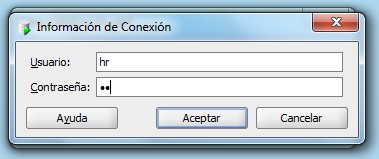 Información de Conexión
Usuario: hr
Contraseña: ••
Ayuda Aceptar Cancelar